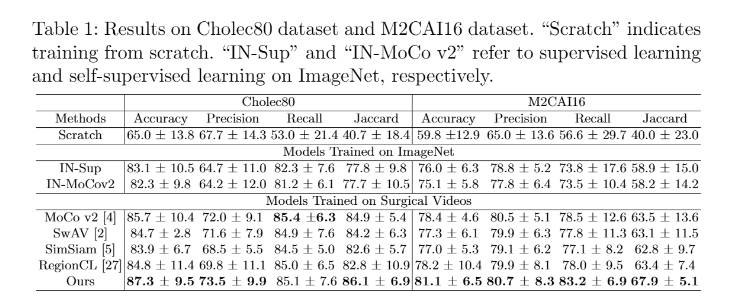 Table 1: Results on Cholec80 dataset and M2CAI16 dataset. “Scratch” indicates
training from scratch. “IN-Sup” and “IN-MoCo v2” refer to supervised learning
and self-supervised learning on ImageNet, respectively.
Cholec80 M2CAI16
Methods Accuracy Precision Recall Jaccard Accuracy Precision Recall Jaccard
Scratch 65.0 ± 13.8 67.7 ± 14.3 53.0 ± 21.4 40.7 ± 18.4 59.8 ±12.9 65.0 ± 13.6 56.6 ± 29.7 40.0 ± 23.0
Models Trained on ImageNet
IN-Sup 83.1 ± 10.5 64.7 ± 11.0 82.3 ± 7.6 77.8 ± 9.8 76.0 ± 6.3 78.8 ± 5.2 73.8 ± 17.6 58.9 ± 15.0
IN-MoCov2 82.3 ± 9.8 64.2 ± 12.0 81.2 ± 6.1 77.7 ± 10.5 75.1 ± 5.8 77.8 ± 6.4 73.5 ± 10.4 58.2 ± 14.2
Models Trained on Surgical Videos
MoCo v2 [4] 85.7 ± 10.4 72.0 ± 9.1 85.4 ±6.3 84.9 ± 5.4 78.4 ± 4.6 80.5 ± 5.1 78.5 ± 12.6 63.5 ± 13.6
SwAV [2] 84.7 ± 2.8 71.6 ± 7.9 84.9 ± 7.6 84.2 ± 6.3 77.3 ± 6.1 79.9 ± 6.3 77.8 ± 11.3 63.1 ± 11.5
SimSiam [5] 83.9 ± 6.7 68.5 ± 5.5 84.5 ± 5.0 82.6 ± 5.7 77.0 ± 5.3 79.1 ± 6.2 77.1 ± 8.2 62.8 ± 9.7
RegionCL [27] 84.8 ± 11.4 69.8 ± 11.1 85.0 ± 6.5 82.8 ± 10.9 78.2 ± 10.4 79.9 ± 8.1 78.0 ± 9.5 63.4 ± 7.4
Ours 87.3 ± 9.5 73.5 ± 9.9 85.1 ± 7.6 86.1 ± 6.9 81.1 ± 6.5 80.7 ± 8.3 83.2 ± 6.9 67.9 ± 5.1